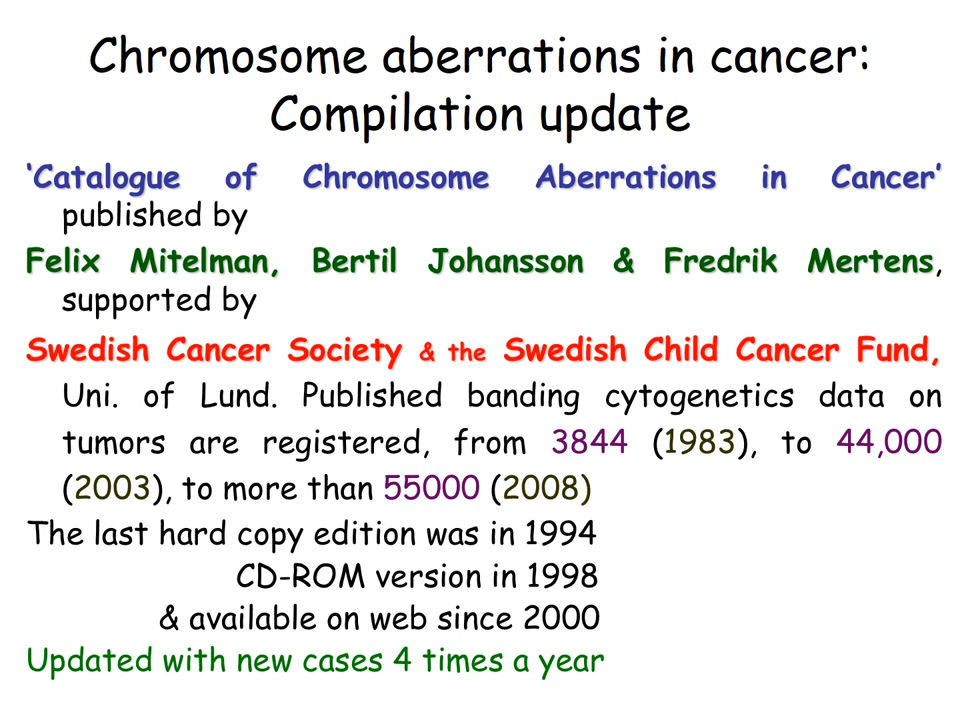 Chromosome aberrations in cancer:
Compilation update
‘Catalogue of Chromosome Aberrations in Cancer’
published by
Felix Mitelman, Bertil Johansson & Fredrik Mertens,
supported by
Swedish Cancer Society & the Swedish Child Cancer Fund,
Uni. of Lund. Published banding cytogenetics data on
tumors are registered, from 3844 (1983), to 44,000
(2003), to more than 55000 (2008)
The last hard copy edition was in 1994
CD-ROM version in 1998
& available on web since 2000
Updated with new cases 4 times a year